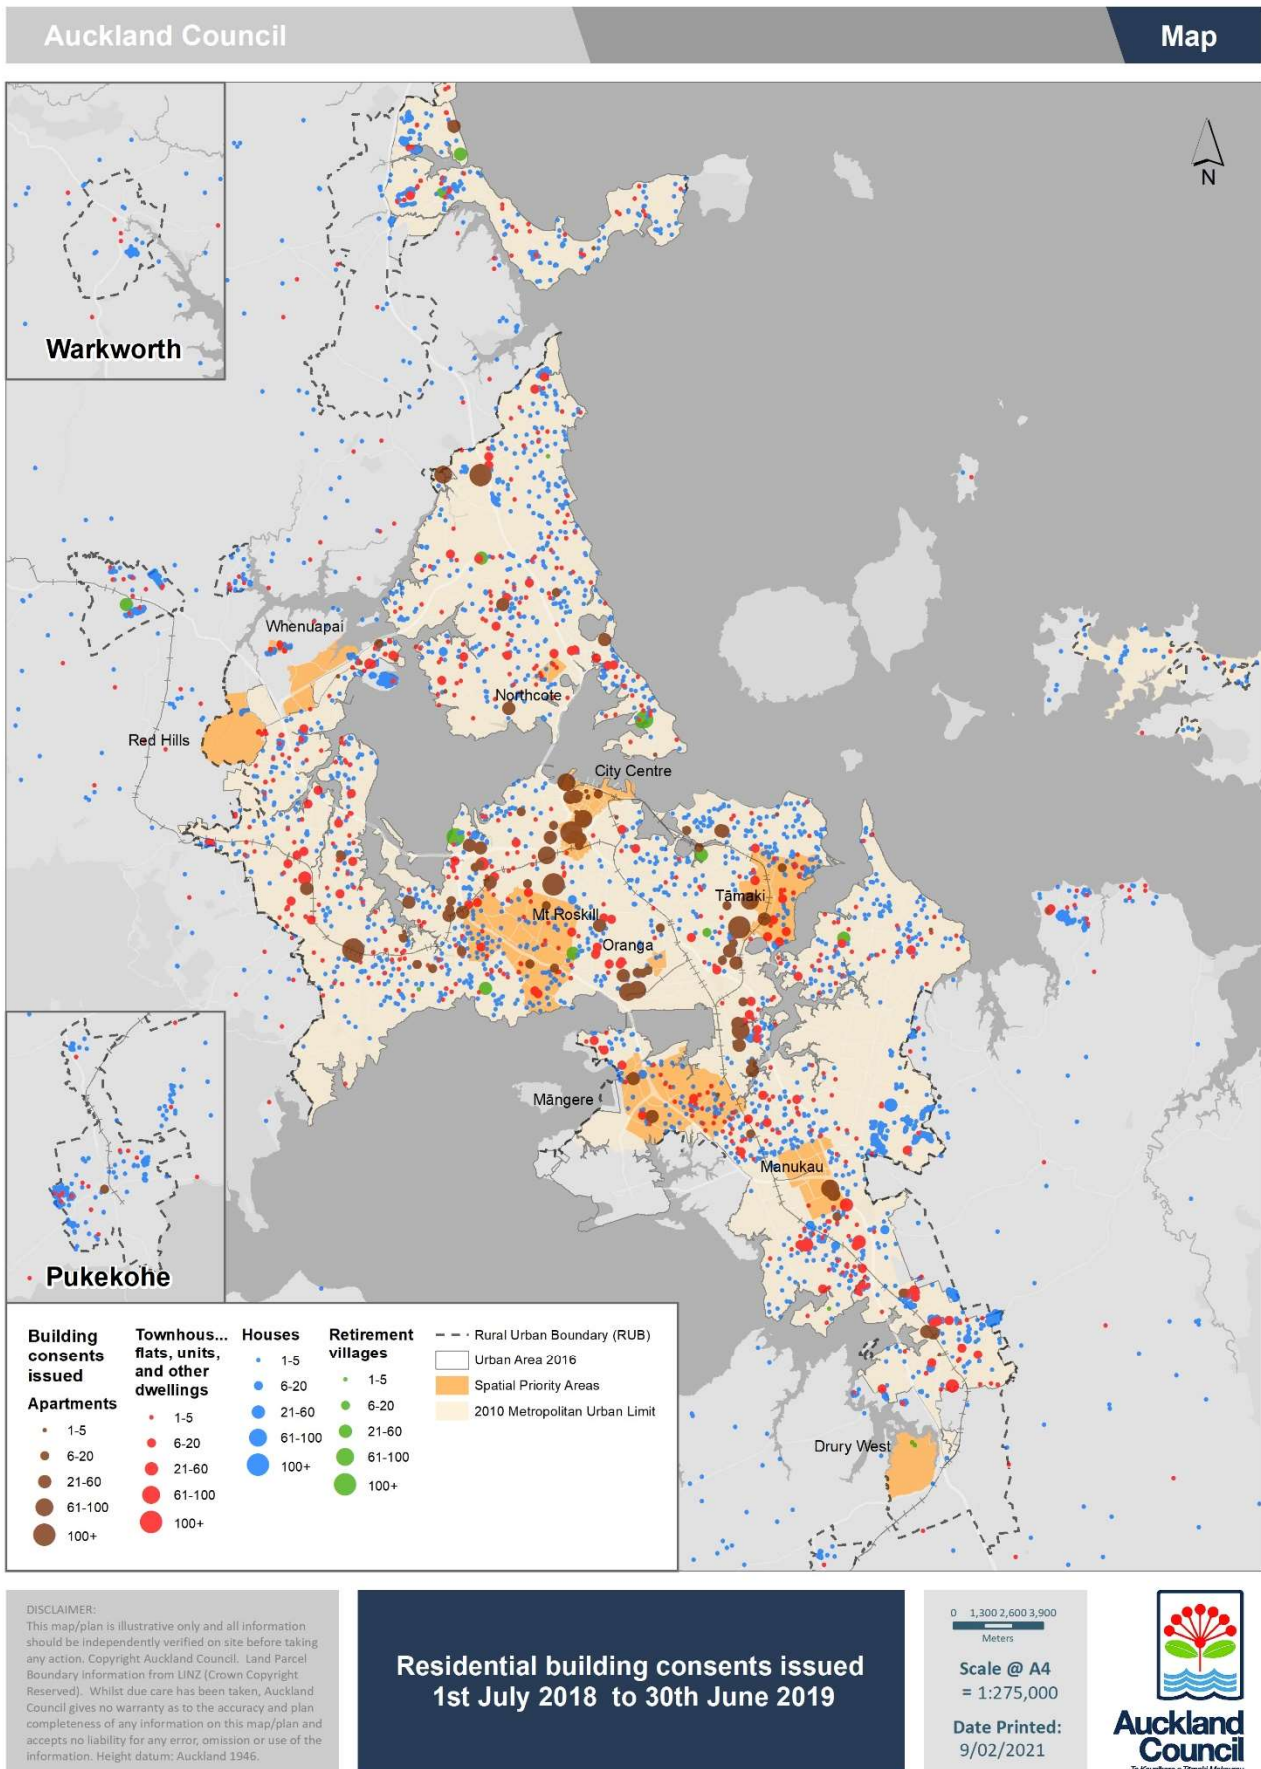 Auckland Council
Map
N
Warkworth
Whenuapai
Northcote
Red Hills
City Centre
Tāmaki
Mt Roskill
Oranga
Māngere
Manukau
Drury West
Pukekohe
Building
consents
issued
Apartments
1-5
6-20
21-60
61-100
100+
Townhous...
flats, units,
and other
dwellings
1-5
6-20
21-60
61-100
100+
Houses
1-5
6-20
21-60
61-100
100+
Retirement
villages
1-5
6-20
21-60
61-100
100+
Rural Urban Boundary (RUB)
Urban Area 2016
Spatial Priority Areas
2010 Metropolitan Urban Limit
DISCLAIMER:
This map/plan is illustrative only and all information
should be independently verified on site before taking
any action. Copyright Auckland Council. Land Parcel
Boundary information from LINZ (Crown Copyright
Reserved). Whilst due care has been taken, Auckland
Council gives no warranty as to the accuracy and plan
completeness of any information on this map/plan and
accepts no liability for any error, omission or use of the
information. Height datum: Auckland 1946.
Residential building consents issued
1st July 2018 to 30th June 2019
0 1,300 2,600 3,900
Meters
Scale @ A4
= 1:275,000
Date Printed:
9/02/2021
Auckland
Council